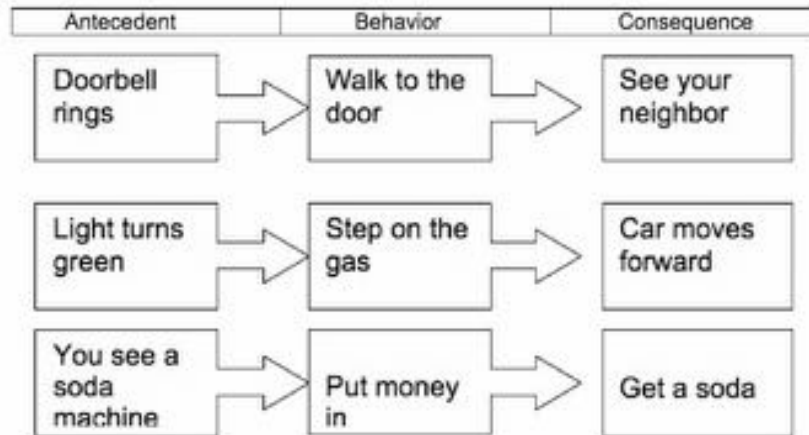 Antecedent Behavior Consequence
Doorbell
rings
Walk to the
door
See your
neighbor
Light turns
green
Step on the
gas
Car moves
forward
You see a
soda
machine
Put money
in
Get a soda